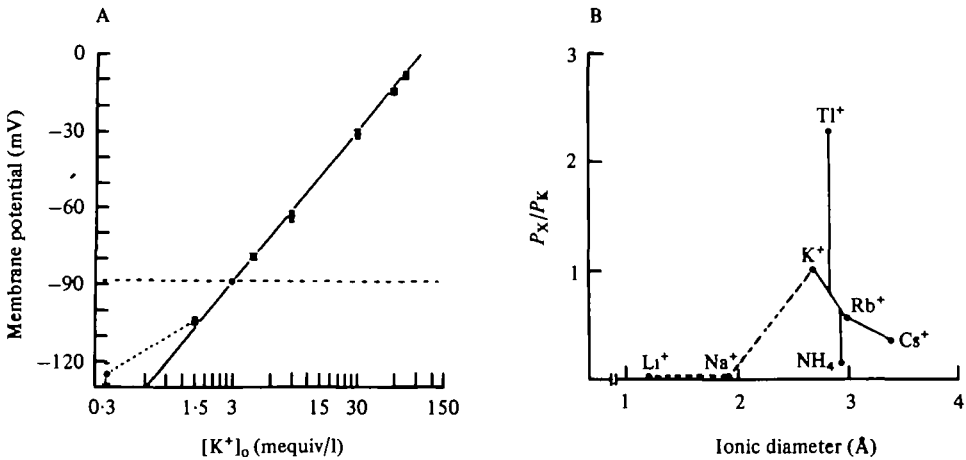 A
0
−30
−60
−90
−120
Membrane potential (mV)
0·3
1·5
3
15
30
150
[K⁺]₀ (mequiv/l)
B
3
2
1
P_X/P_K
Tl⁺
K⁺
Rb⁺
Cs⁺
Li⁺
Na⁺
NH₄
1
2
3
4
Ionic diameter (Å)